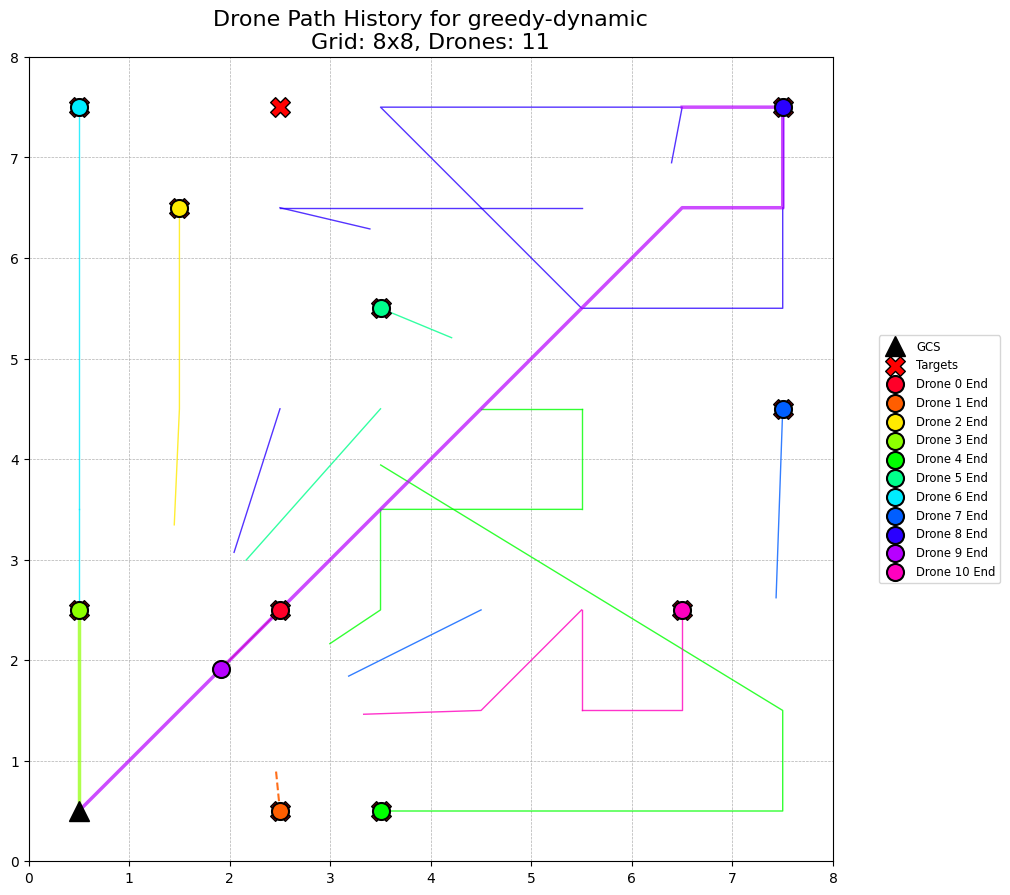 Drone Path History for greedy-dynamic
Grid: 8x8, Drones: 11
8
7
6
5
4
3
2
1
0
0 1 2 3 4 5 6 7 8
GCS
Targets
Drone 0 End
Drone 1 End
Drone 2 End
Drone 3 End
Drone 4 End
Drone 5 End
Drone 6 End
Drone 7 End
Drone 8 End
Drone 9 End
Drone 10 End